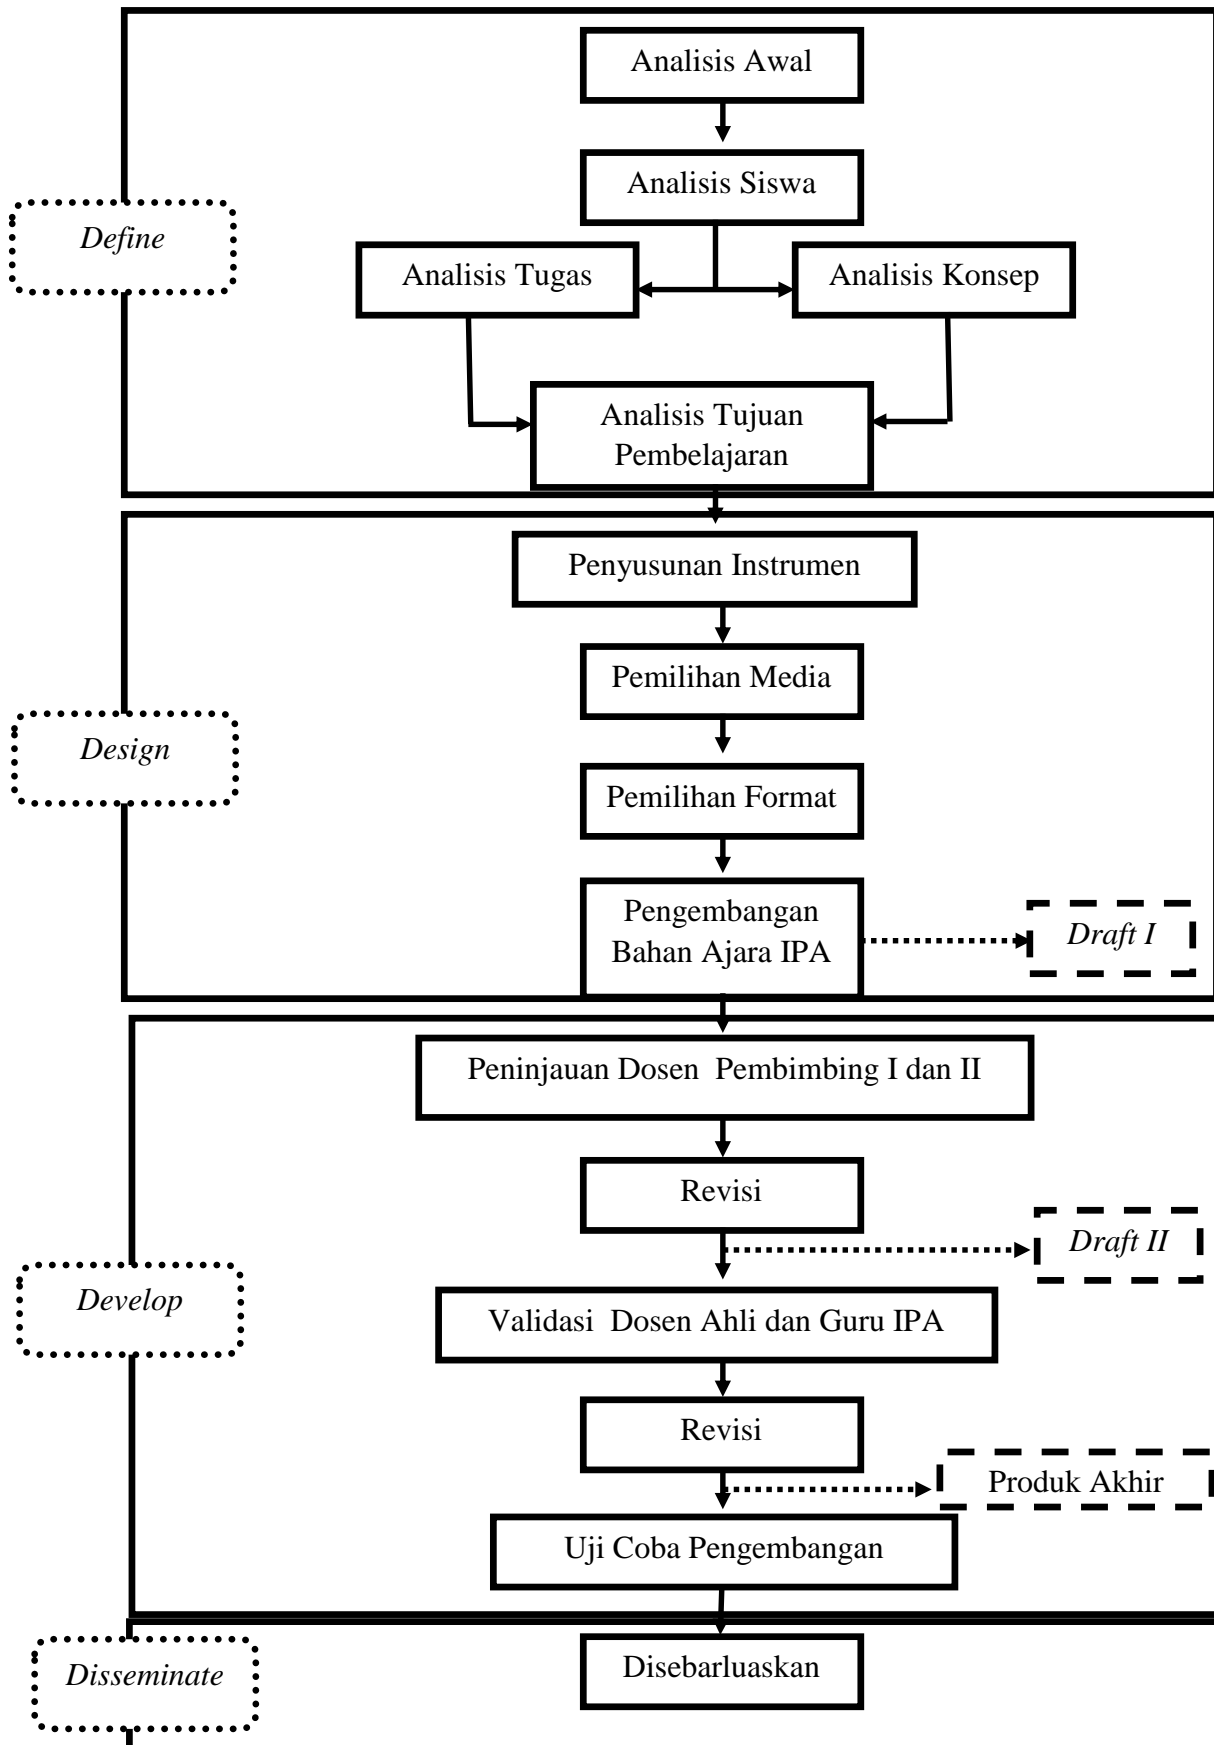 Analisis Awal
Analisis Siswa
Define
Analisis Tugas
Analisis Konsep
Analisis Tujuan
Pembelajaran
Penyusunan Instrumen
Pemilihan Media
Design
Pemilihan Format
Pengembangan
Bahan Ajara IPA
Draft I
Peninjauan Dosen  Pembimbing I dan II
Revisi
Draft II
Develop
Validasi  Dosen Ahli dan Guru IPA
Revisi
Produk Akhir
Uji Coba Pengembangan
Disseminate
Disebarluaskan